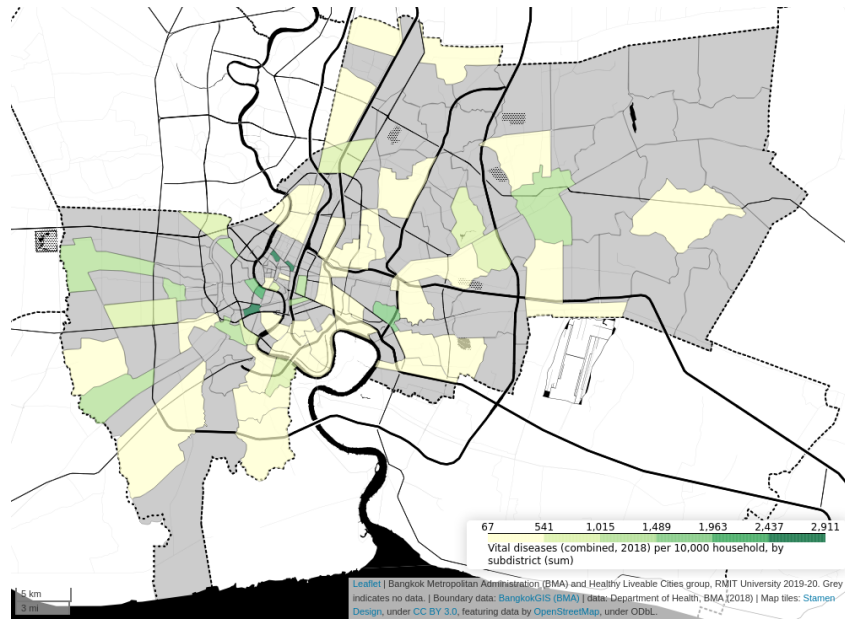 67 541 1,015 1,489 1,963 2,437 2,911
Vital diseases (combined, 2018) per 10,000 household, by
subdistrict (sum)
5 km
3 mi
Leaflet | Bangkok Metropolitan Administration (BMA) and Healthy Liveable Cities group, RMIT University 2019-20. Grey
indicates no data. | Boundary data: BangkokGIS (BMA) | data: Department of Health, BMA (2018) | Map tiles: Stamen
Design, under CC BY 3.0, featuring data by OpenStreetMap, under ODbL.